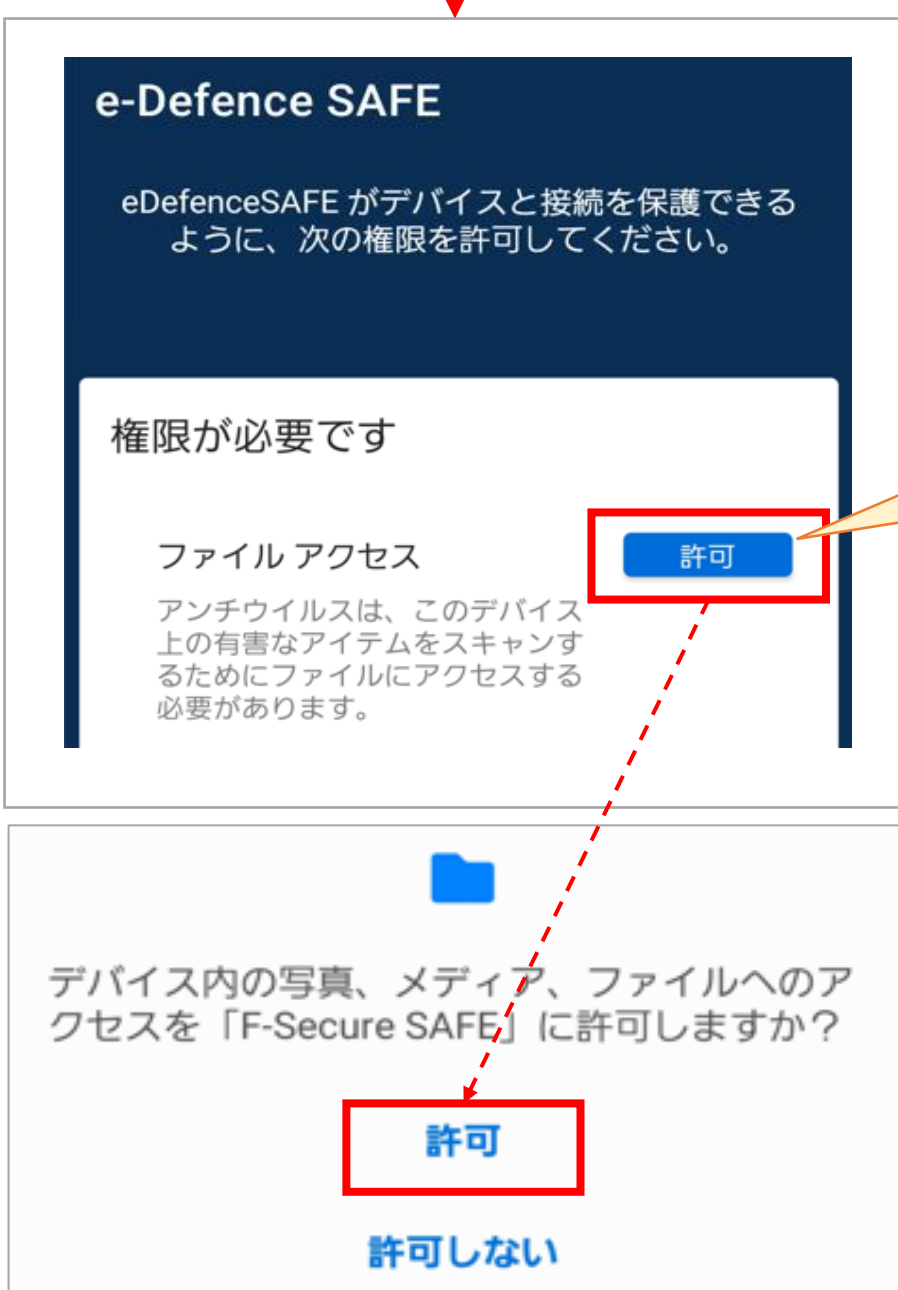 e-Defence SAFE
eDefenceSAFE がデバイスと接続を保護できる
ように、次の権限を許可してください。
権限が必要です
ファイル アクセス
許可
アンチウイルスは、このデバイス
上の有害なアイテムをスキャンす
るためにファイルにアクセスする
必要があります。
デバイス内の写真、メディア、ファイルへのア
クセスを「F-Secure SAFE」に許可しますか？
許可
許可しない